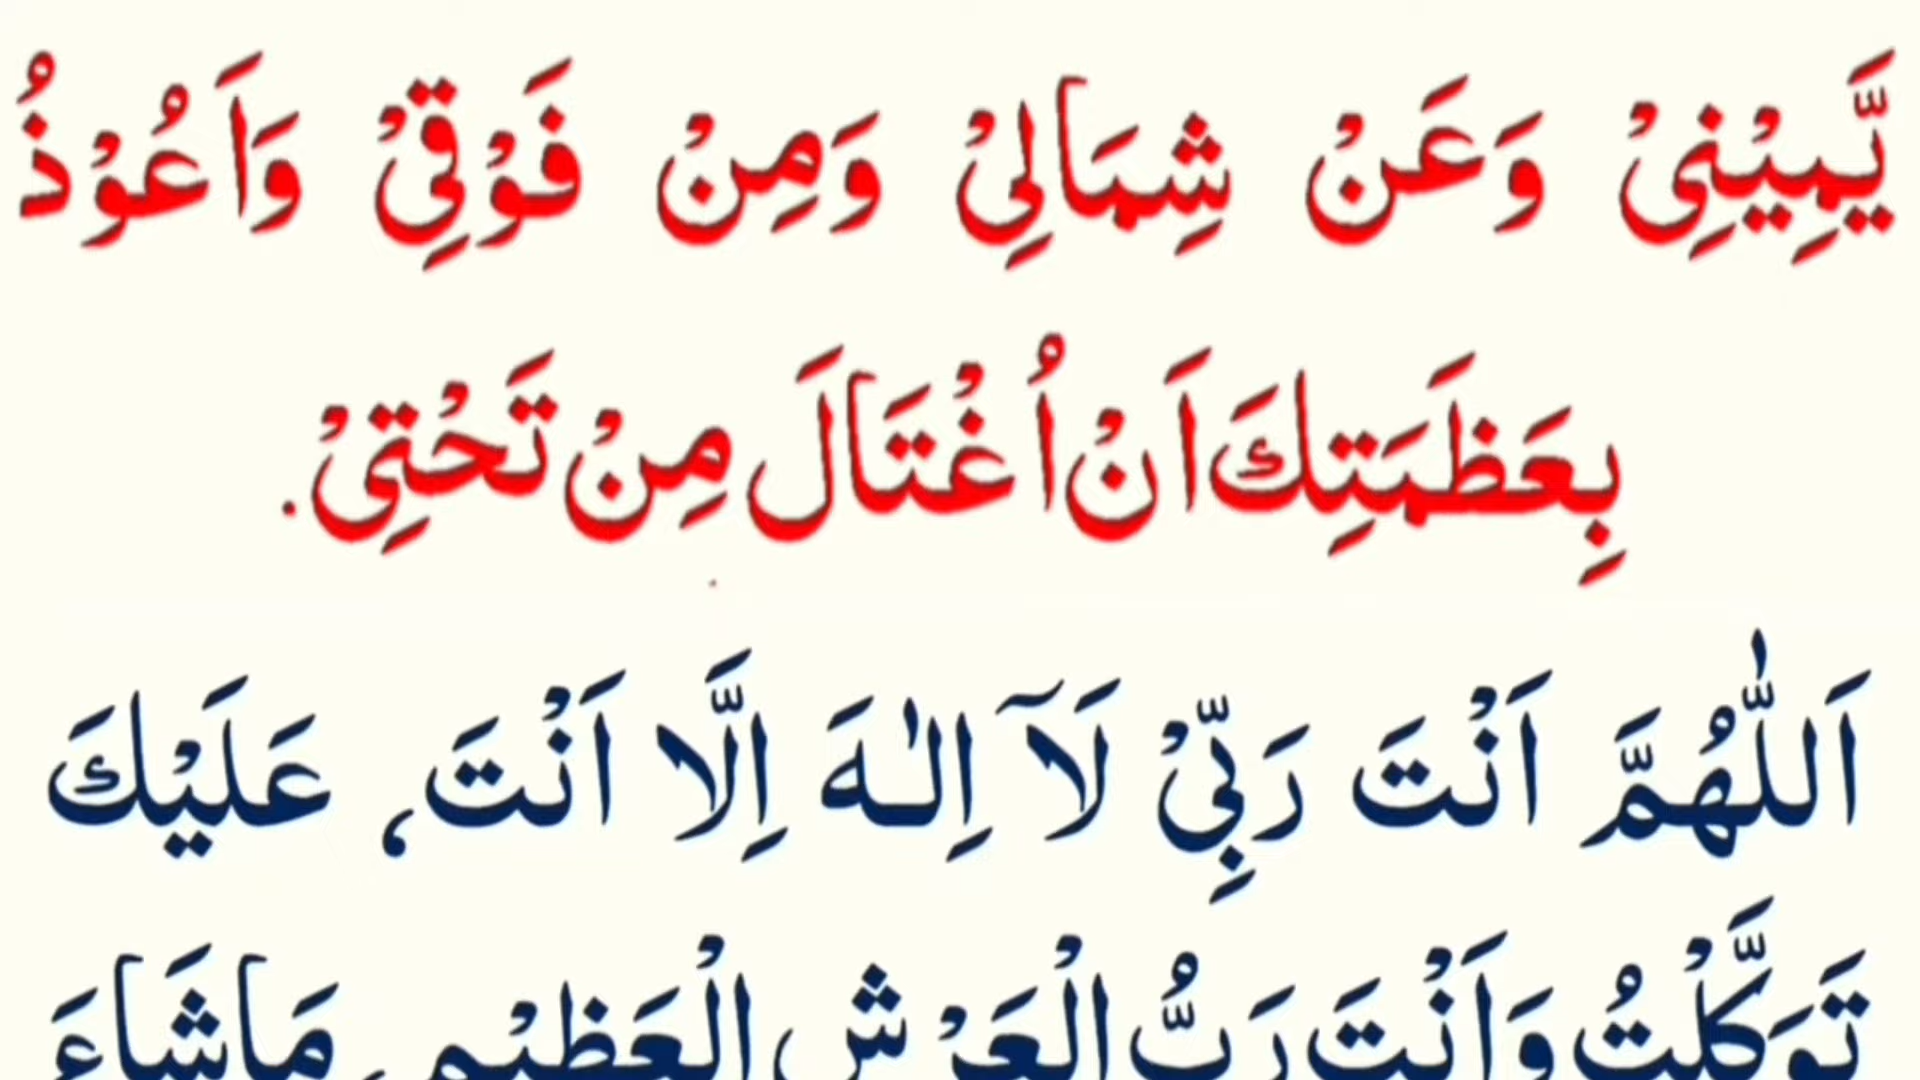 يَّمِيْنِيْ وَعَنْ شِمَالِيْ وَمِنْ فَوْقِيْ وَاَعُوْذُ
بِعَظَمَتِكَ اَنْ اُغْتَالَ مِنْ تَحْتِيْ.
اَللّٰهُمَّ اَنْتَ رَبِّيْ لَآ اِلٰهَ اِلَّا اَنْتَ، عَلَيْكَ
تَوَكَّلْتُ وَاَنْتَ رَبُّ الْعَرْشِ الْعَظِيْمِ، مَاشَاءَ